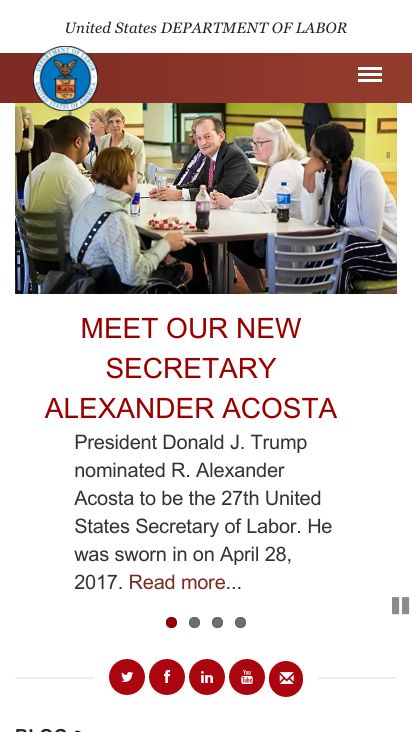 United States DEPARTMENT OF LABOR
MEET OUR NEW
SECRETARY
ALEXANDER ACOSTA
President Donald J. Trump
nominated R. Alexander
Acosta to be the 27th United
States Secretary of Labor. He
was sworn in on April 28,
2017. Read more...